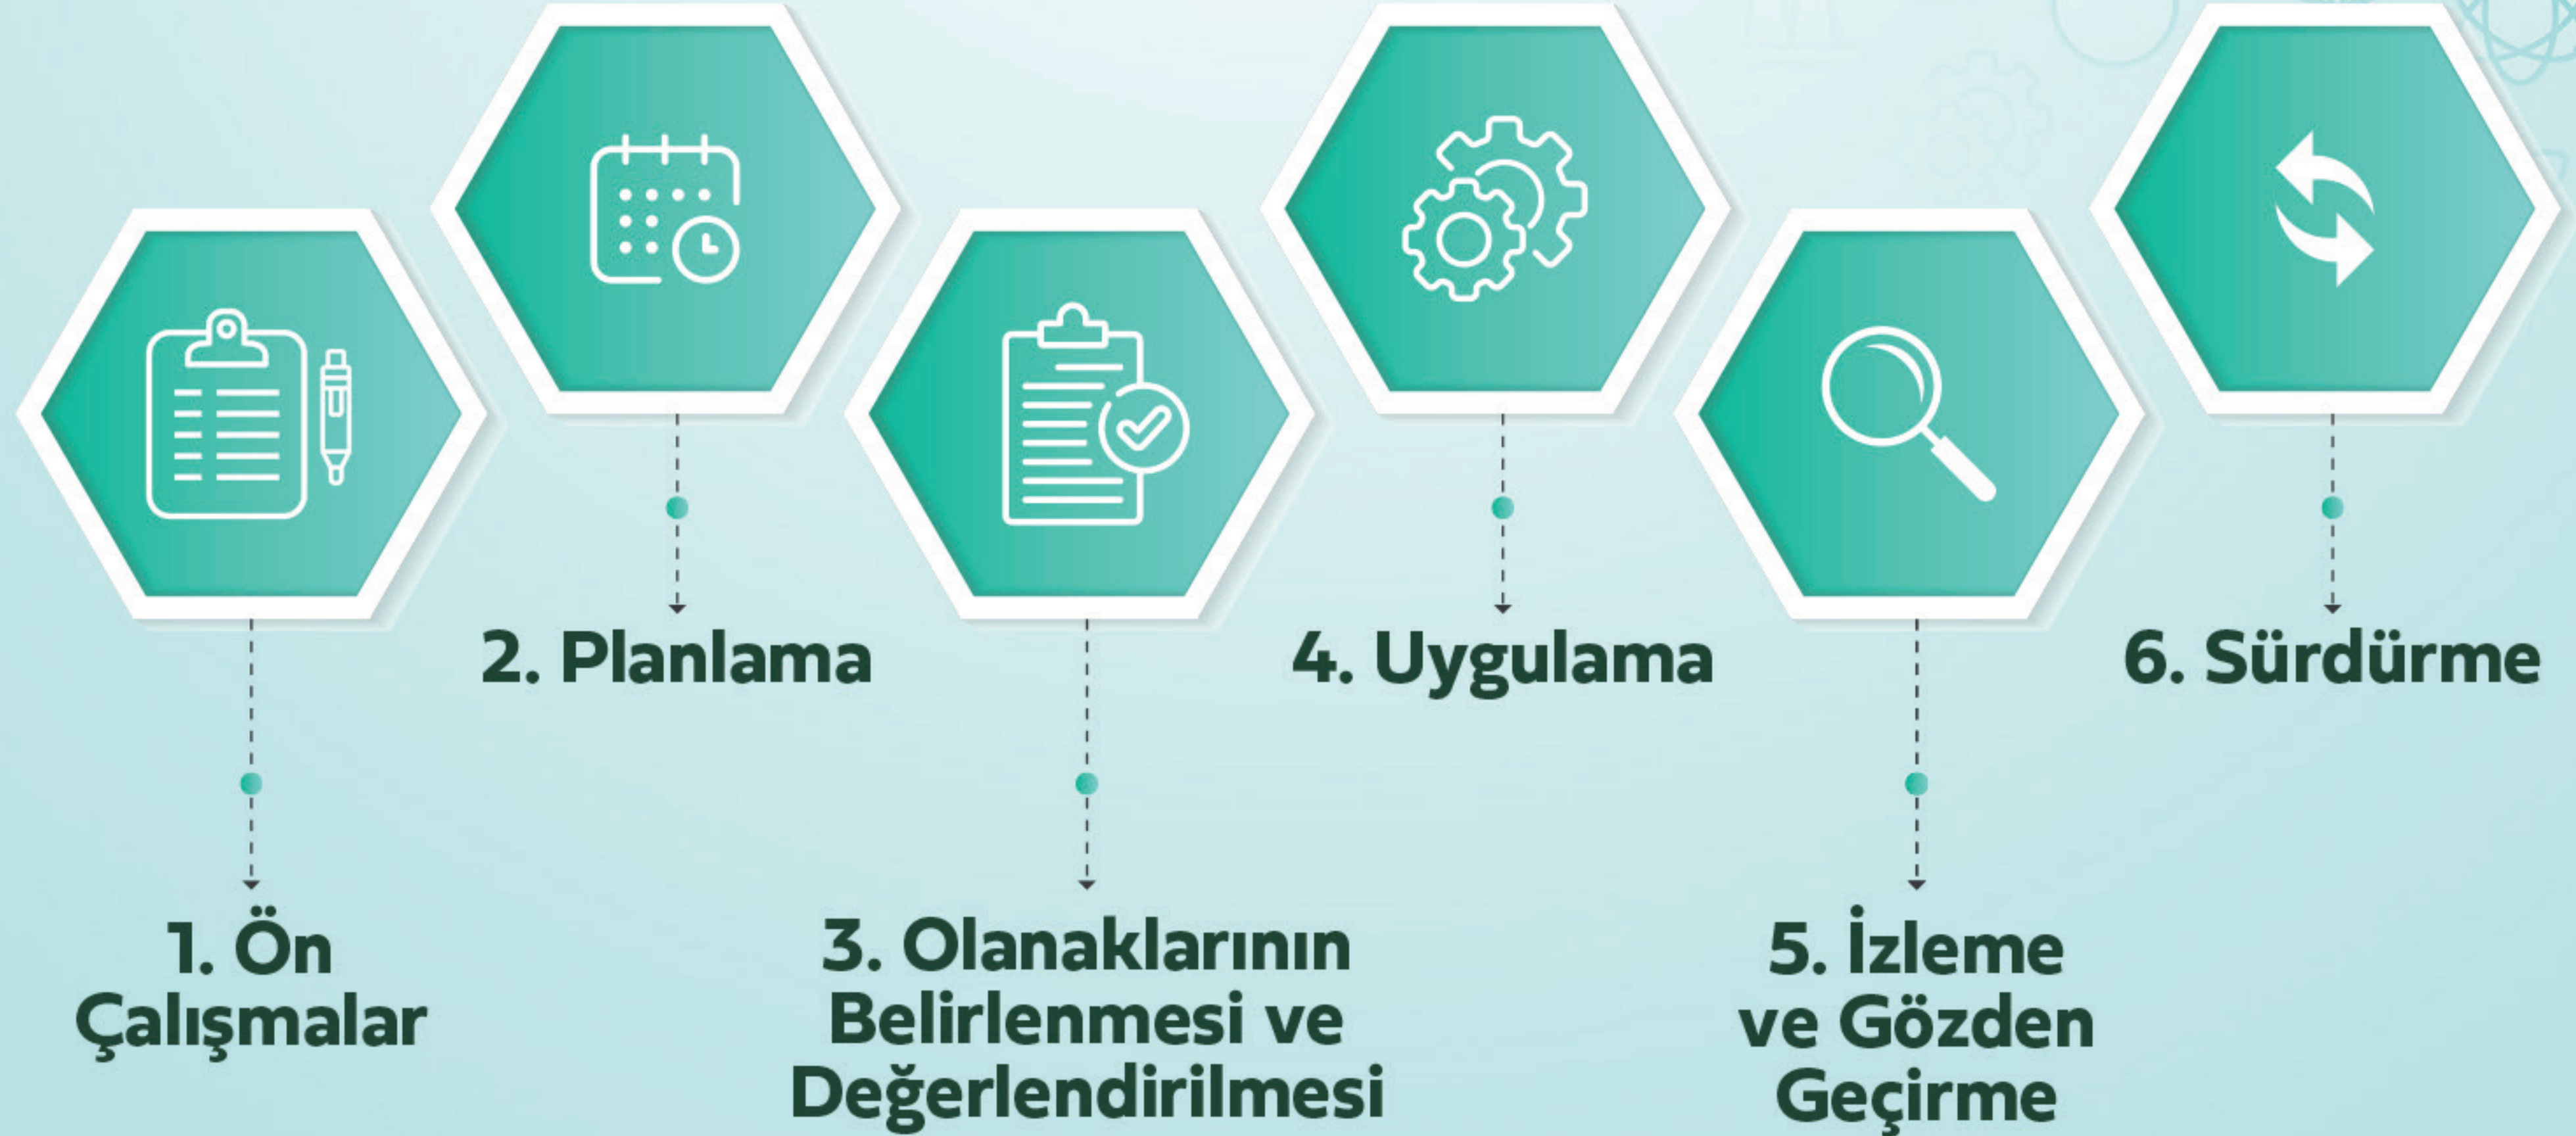 1. Ön
Çalışmalar
2. Planlama
3. Olanaklarının
Belirlenmesi ve
Değerlendirilmesi
4. Uygulama
5. İzleme
ve Gözden
Geçirme
6. Sürdürme